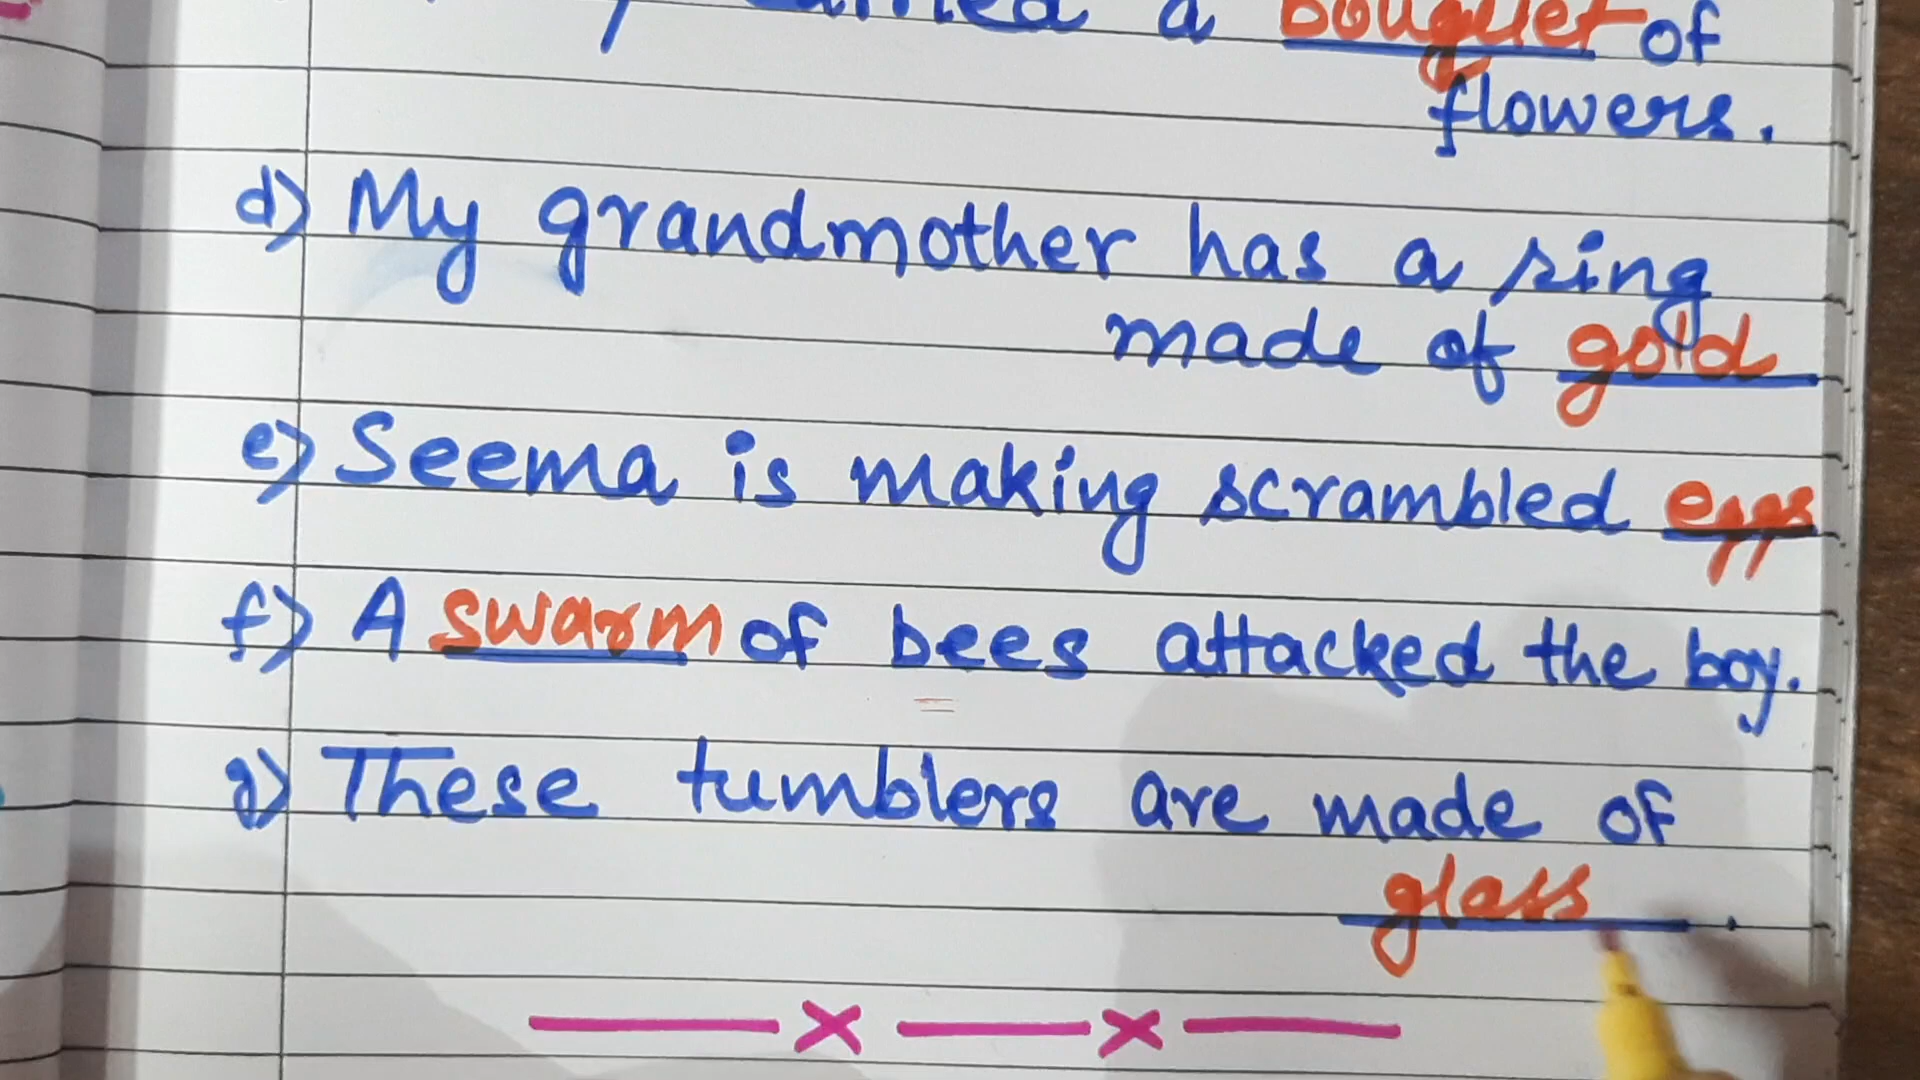 a bouquet of
flowers.
d) My grandmother has a ring
made of gold
e) Seema is making scrambled eggs
f) A swarm of bees attacked the boy.
g) These tumblers are made of
glass.